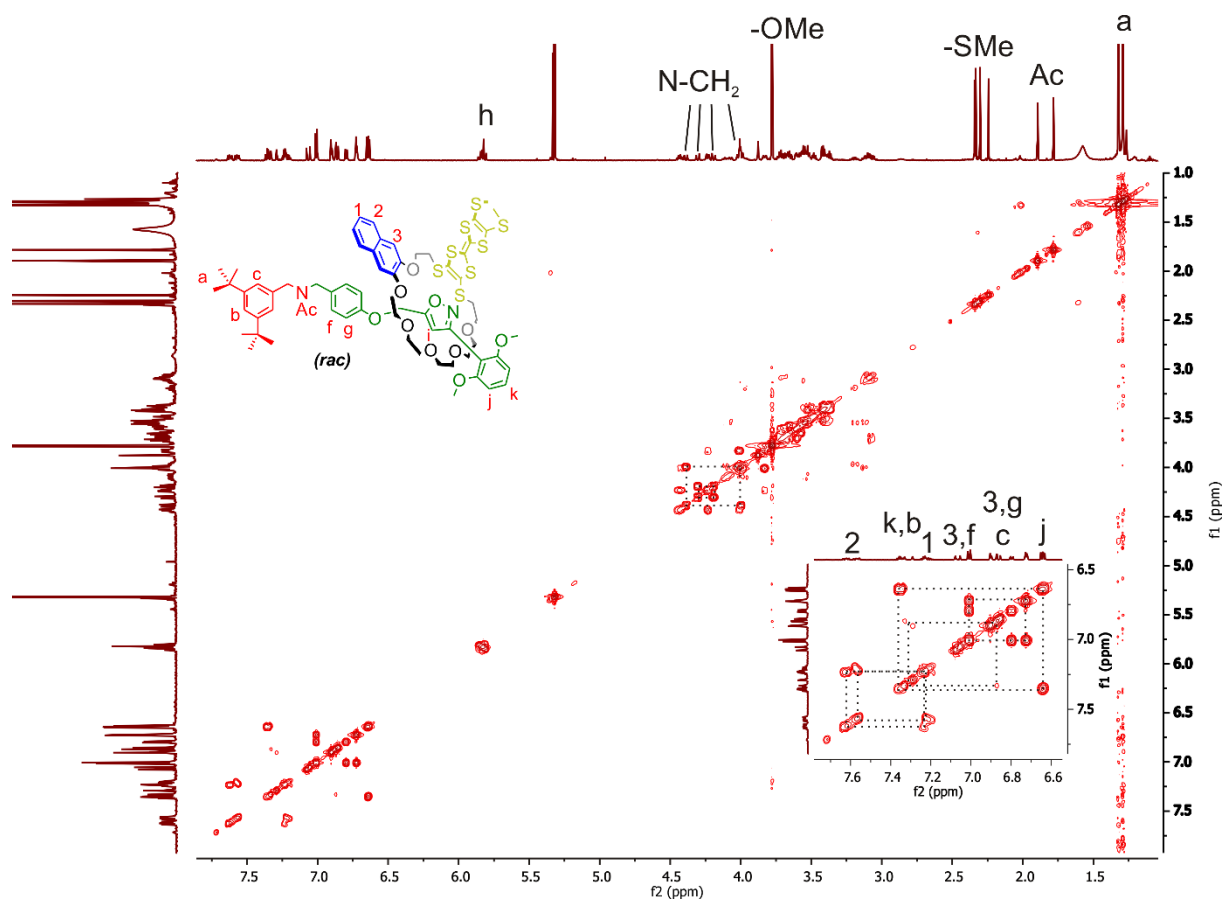 -OMe
a
-SMe
N-CH2
Ac
h
1.0
1.5
2.0
2.5
3.0
3.5
4.0
4.5
5.0
5.5
6.0
6.5
7.0
7.5
f1 (ppm)
1
2
3
S
S
S
S
S
S
S
S
O
O
a
c
N
Ac
b
f
g
O
O
N
O
O
O
O
O
O
j
k
(rac)
2
k,b
1
3,f
3,g
c
j
6.5
7.0
7.5
f1 (ppm)
7.6
7.4
7.2
7.0
6.8
6.6
f2 (ppm)
7.5
7.0
6.5
6.0
5.5
5.0
4.5
4.0
3.5
3.0
2.5
2.0
1.5
f2 (ppm)